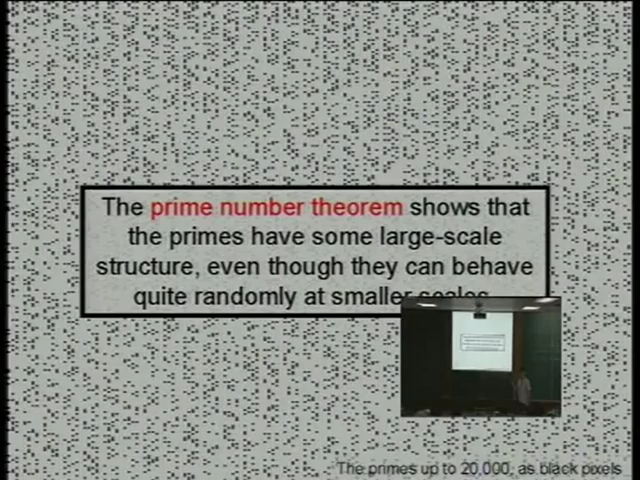 The prime number theorem shows that
the primes have some large-scale
structure, even though they can behave
quite randomly at smaller scales.
The primes up to 20,000, as black pixels